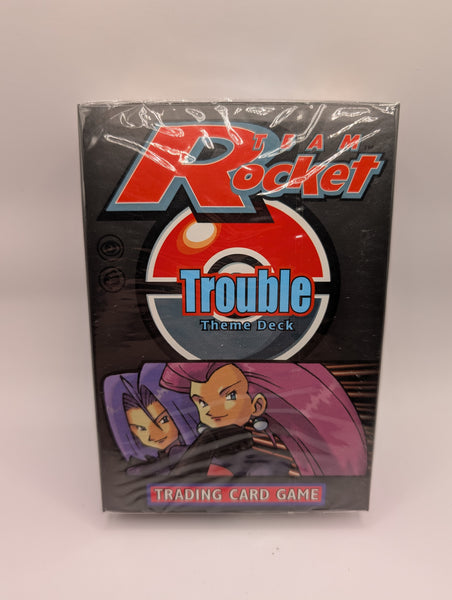 TEAM
Rocket
Trouble
Theme Deck
TRADING CARD GAME